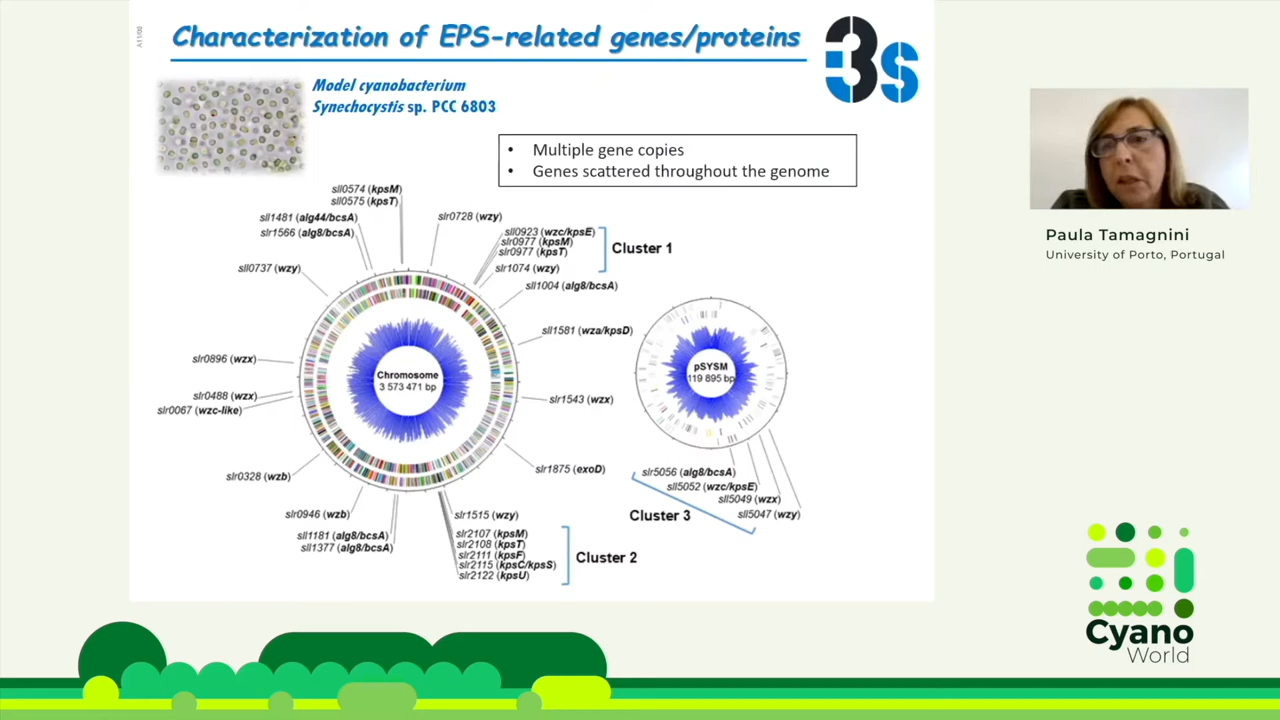 Characterization of EPS-related genes/proteins
3s
Model cyanobacterium
Synechocystis sp. PCC 6803
• Multiple gene copies
• Genes scattered throughout the genome
sll0574 (kpsM)
sll0575 (kpsT)
sll1481 (alg44/bcsA)
slr1566 (alg8/bcsA)
sll0737 (wzy)
slr0896 (wzx)
slr0488 (wzx)
slr0067 (wzc-like)
slr0328 (wzb)
slr0946 (wzb)
sll1181 (alg8/bcsA)
sll1377 (alg8/bcsA)
slr0728 (wzy)
sll0923 (wzc/kpsE)
slr0977 (kpsM)
slr0977 (kpsT)
slr1074 (wzy)
Cluster 1
sll1004 (alg8/bcsA)
sll1581 (wza/kpsD)
slr1543 (wzx)
slr1875 (exoD)
slr1515 (wzy)
slr2107 (kpsM)
slr2108 (kpsT)
slr2111 (kpsF)
slr2115 (kpsC/kpsS)
slr2122 (kpsU)
Cluster 2
Chromosome
3 573 471 bp
pSYSM
119 895 bp
slr5056 (alg8/bcsA)
sll5052 (wzc/kpsE)
sll5049 (wzx)
sll5047 (wzy)
Cluster 3
Paula Tamagnini
University of Porto, Portugal
Cyano
World